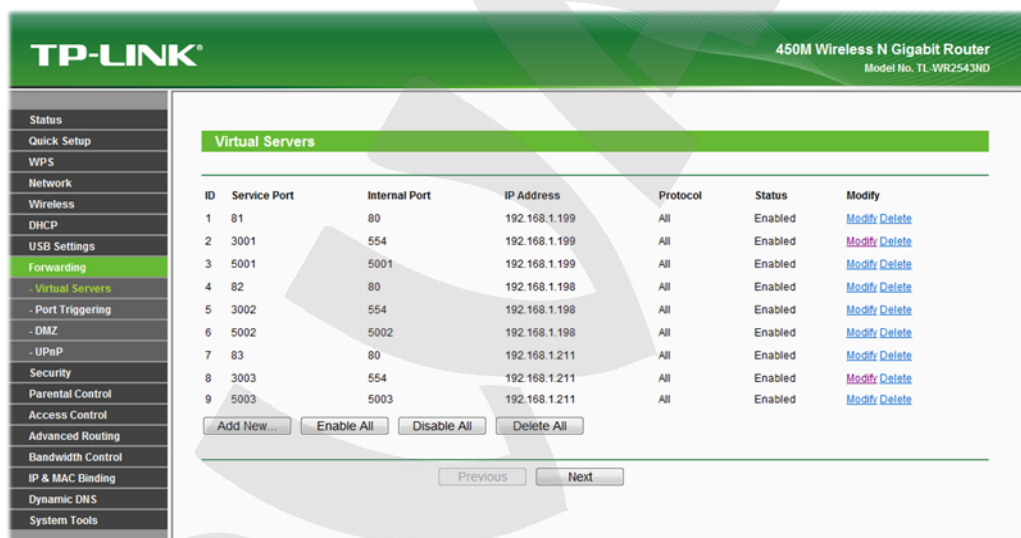 TP-LINK®
450M Wireless N Gigabit Router
Model No. TL-WR2543ND
Status
Quick Setup
WPS
Network
Wireless
DHCP
USB Settings
Forwarding
- Virtual Servers
- Port Triggering
- DMZ
- UPnP
Security
Parental Control
Access Control
Advanced Routing
Bandwidth Control
IP & MAC Binding
Dynamic DNS
System Tools
Virtual Servers
ID Service Port Internal Port IP Address Protocol Status Modify
1 81 80 192.168.1.199 All Enabled Modify Delete
2 3001 554 192.168.1.199 All Enabled Modify Delete
3 5001 5001 192.168.1.199 All Enabled Modify Delete
4 82 80 192.168.1.198 All Enabled Modify Delete
5 3002 554 192.168.1.198 All Enabled Modify Delete
6 5002 5002 192.168.1.198 All Enabled Modify Delete
7 83 80 192.168.1.211 All Enabled Modify Delete
8 3003 554 192.168.1.211 All Enabled Modify Delete
9 5003 5003 192.168.1.211 All Enabled Modify Delete
Add New... Enable All Disable All Delete All
Previous Next